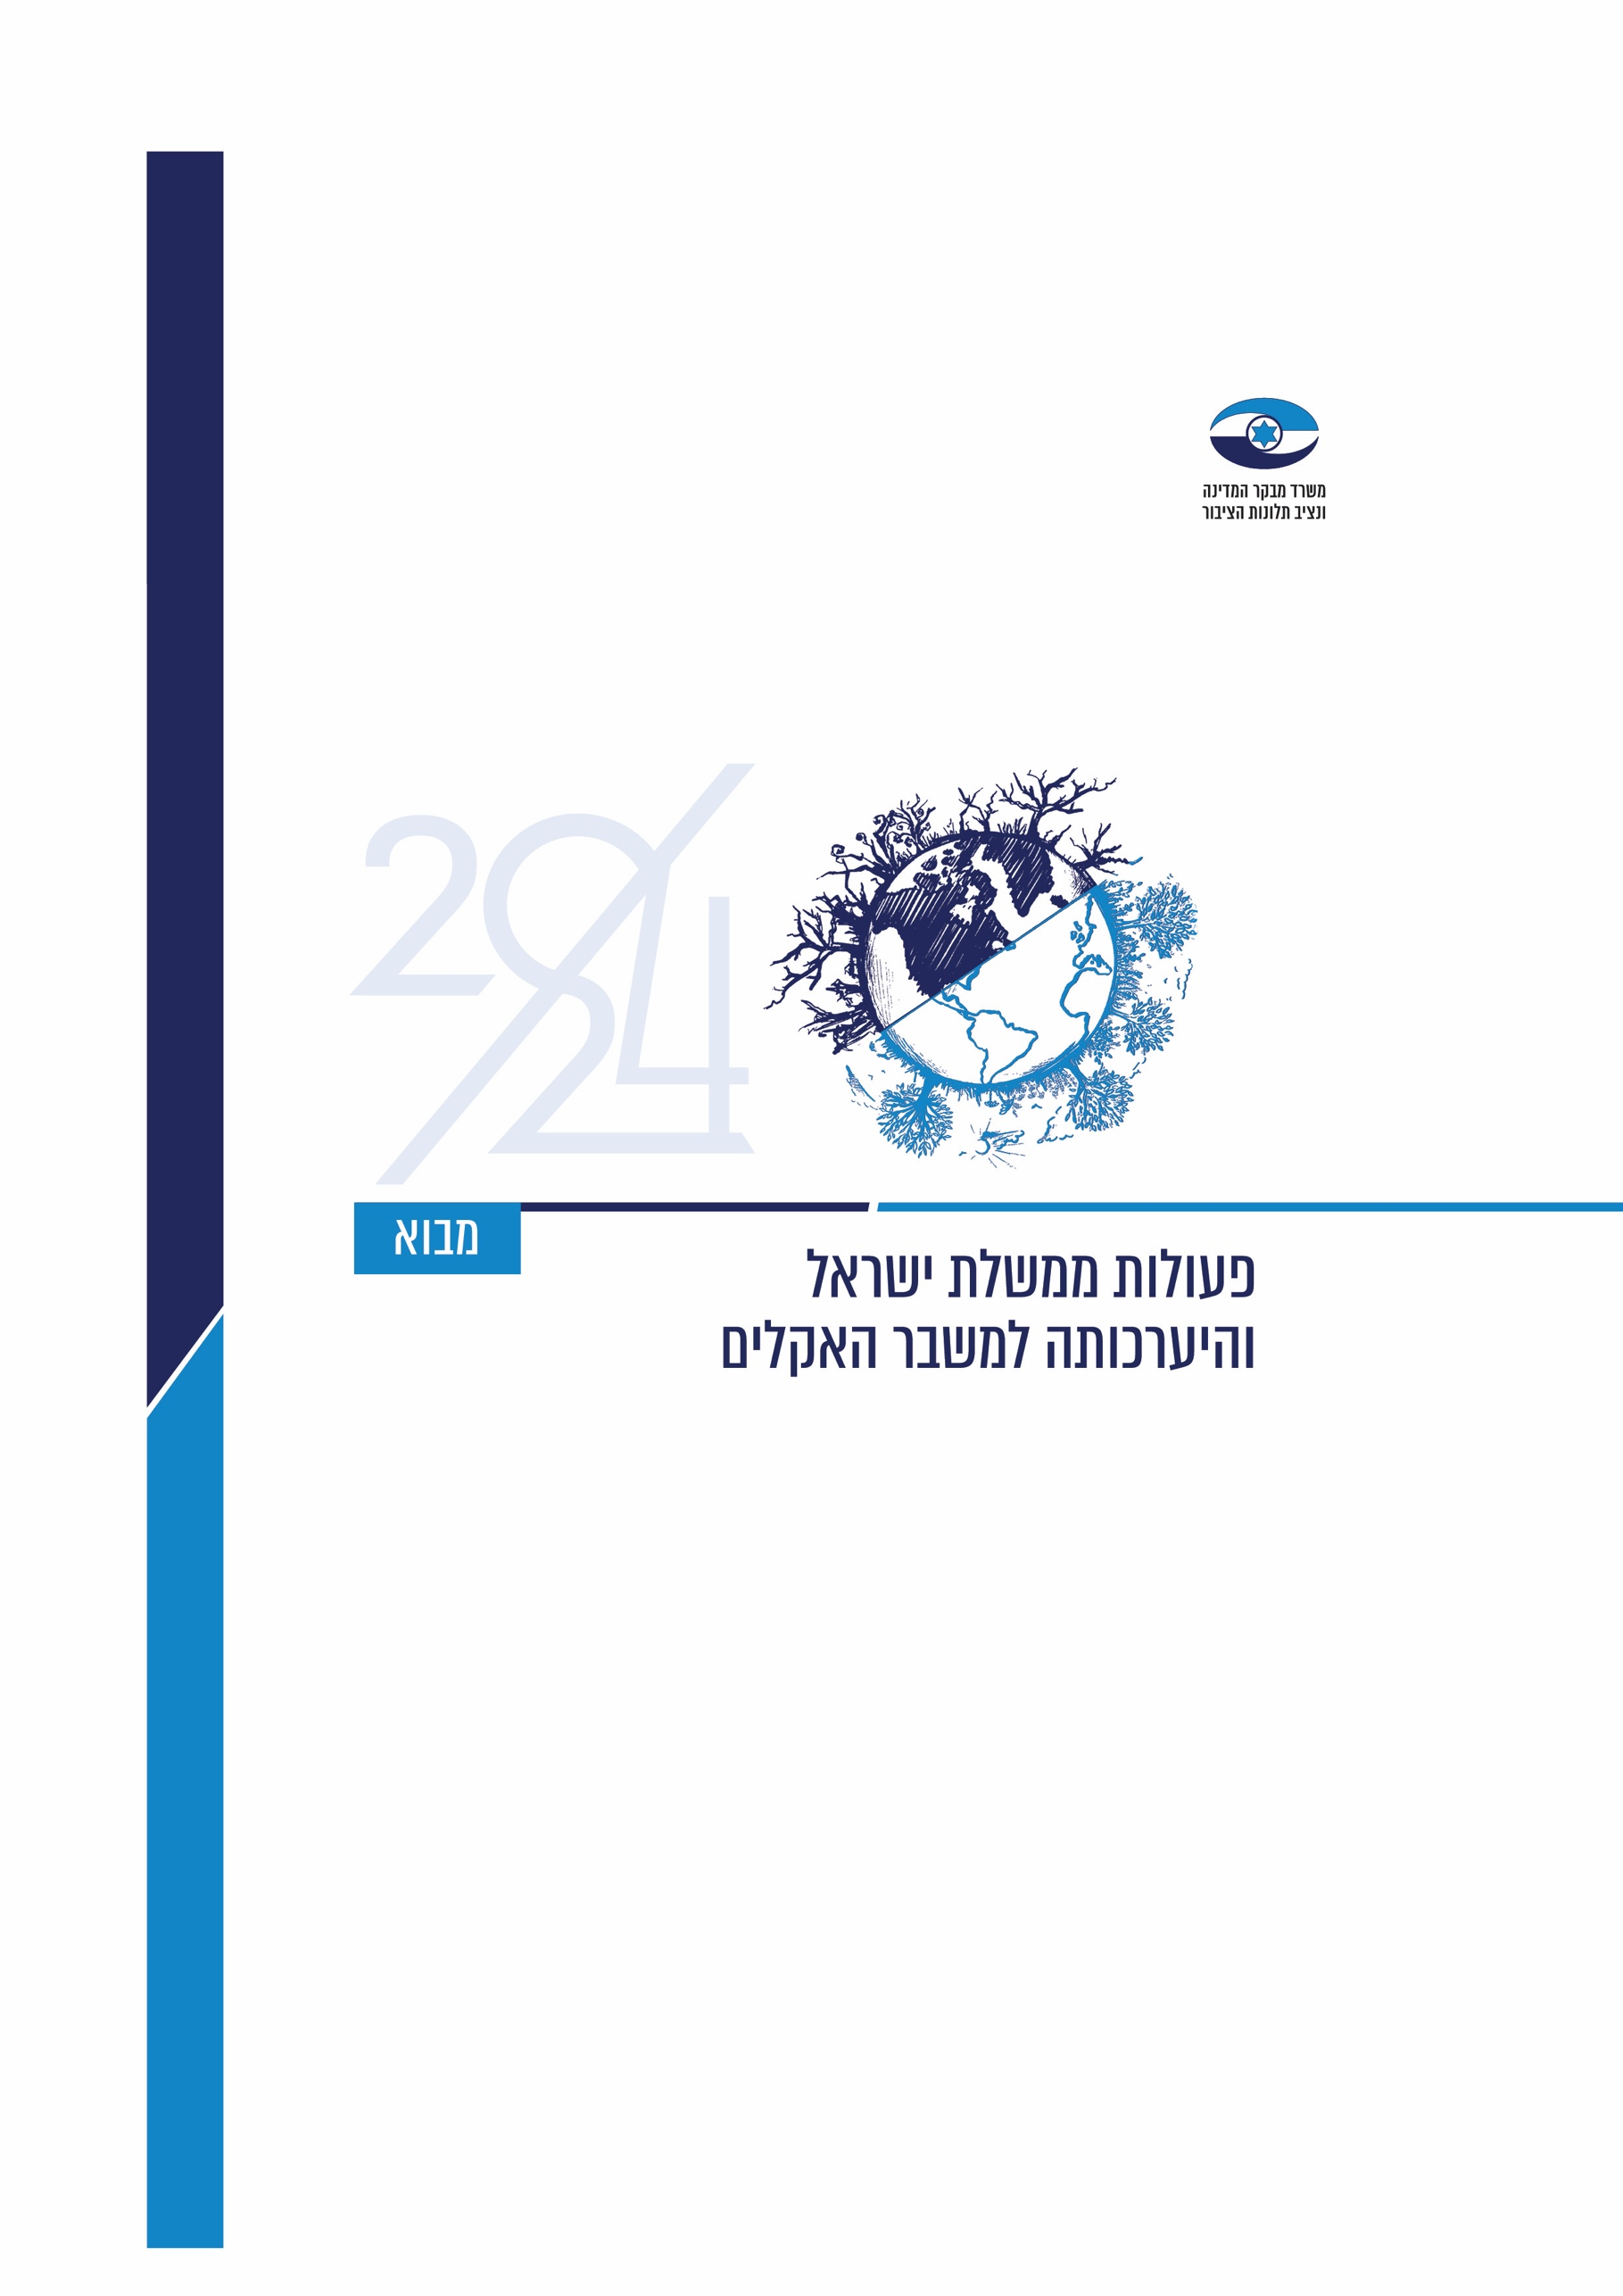 משרד מבקר המדינה
ונציב תלונות הציבור
2024
מבוא
פעולות ממשלת ישראל
והיערכותה למשבר האקלים